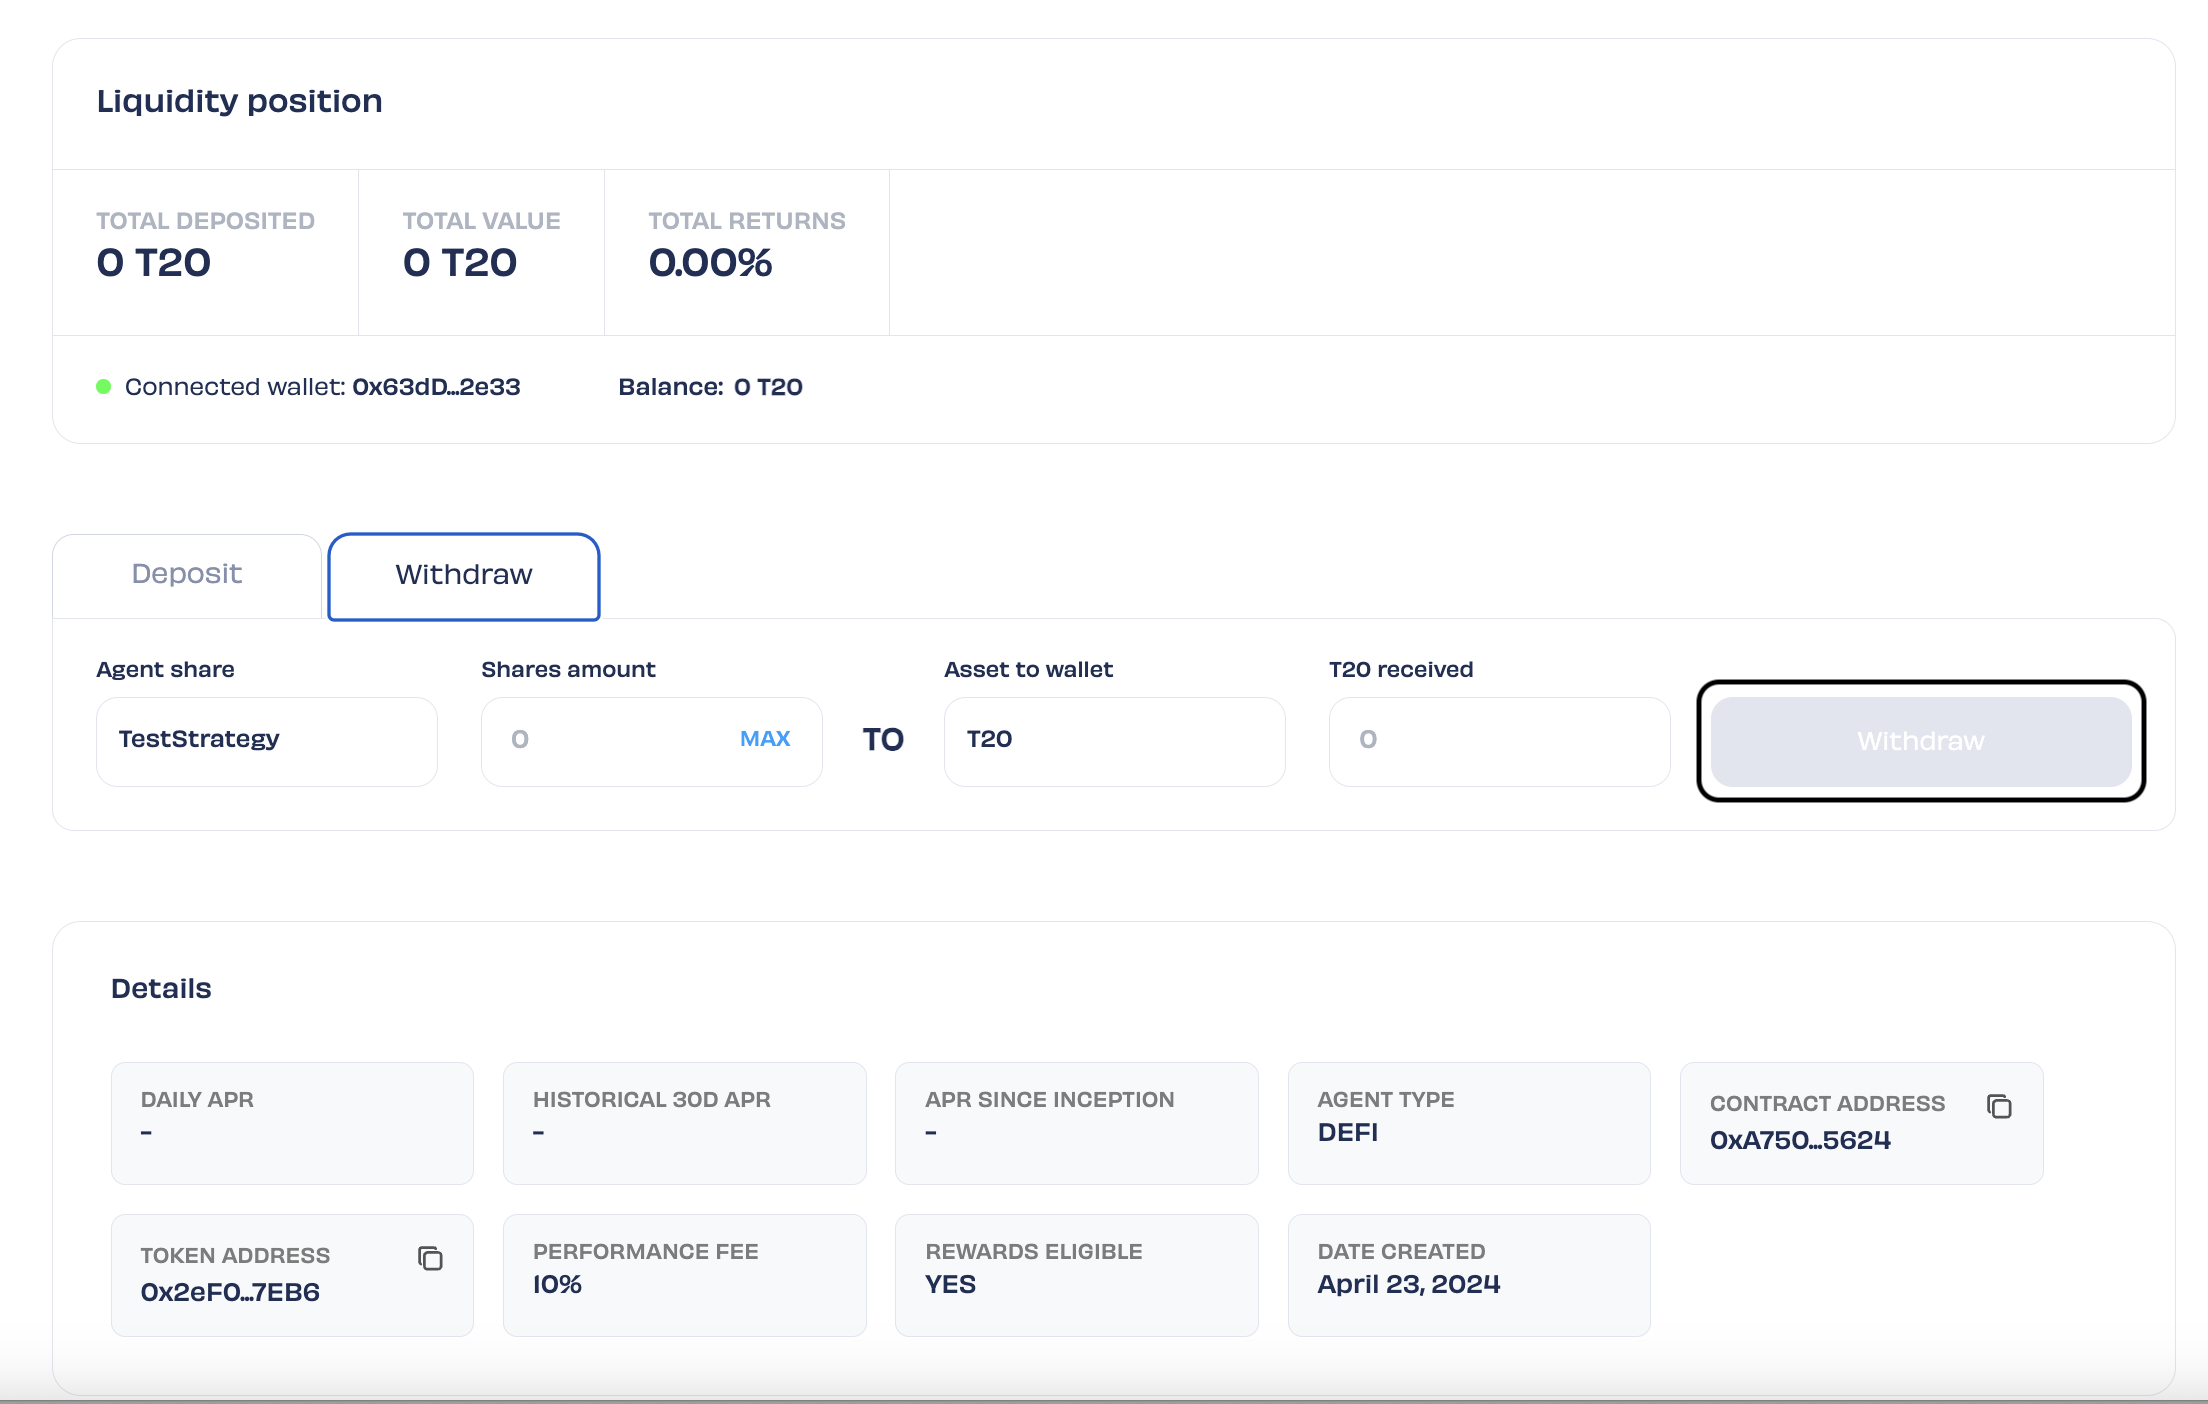 Liquidity position
TOTAL DEPOSITED
0 T20
TOTAL VALUE
0 T20
TOTAL RETURNS
0.00%
Connected wallet: 0x63dD...2e33
Balance: 0 T20
Deposit
Withdraw
Agent share
TestStrategy
Shares amount
0 MAX
TO
Asset to wallet
T20
T20 received
0
Withdraw
Details
DAILY APR
-
HISTORICAL 30D APR
-
APR SINCE INCEPTION
-
AGENT TYPE
DEFI
CONTRACT ADDRESS
0xA750...5624
TOKEN ADDRESS
0x2eF0...7EB6
PERFORMANCE FEE
10%
REWARDS ELIGIBLE
YES
DATE CREATED
April 23, 2024